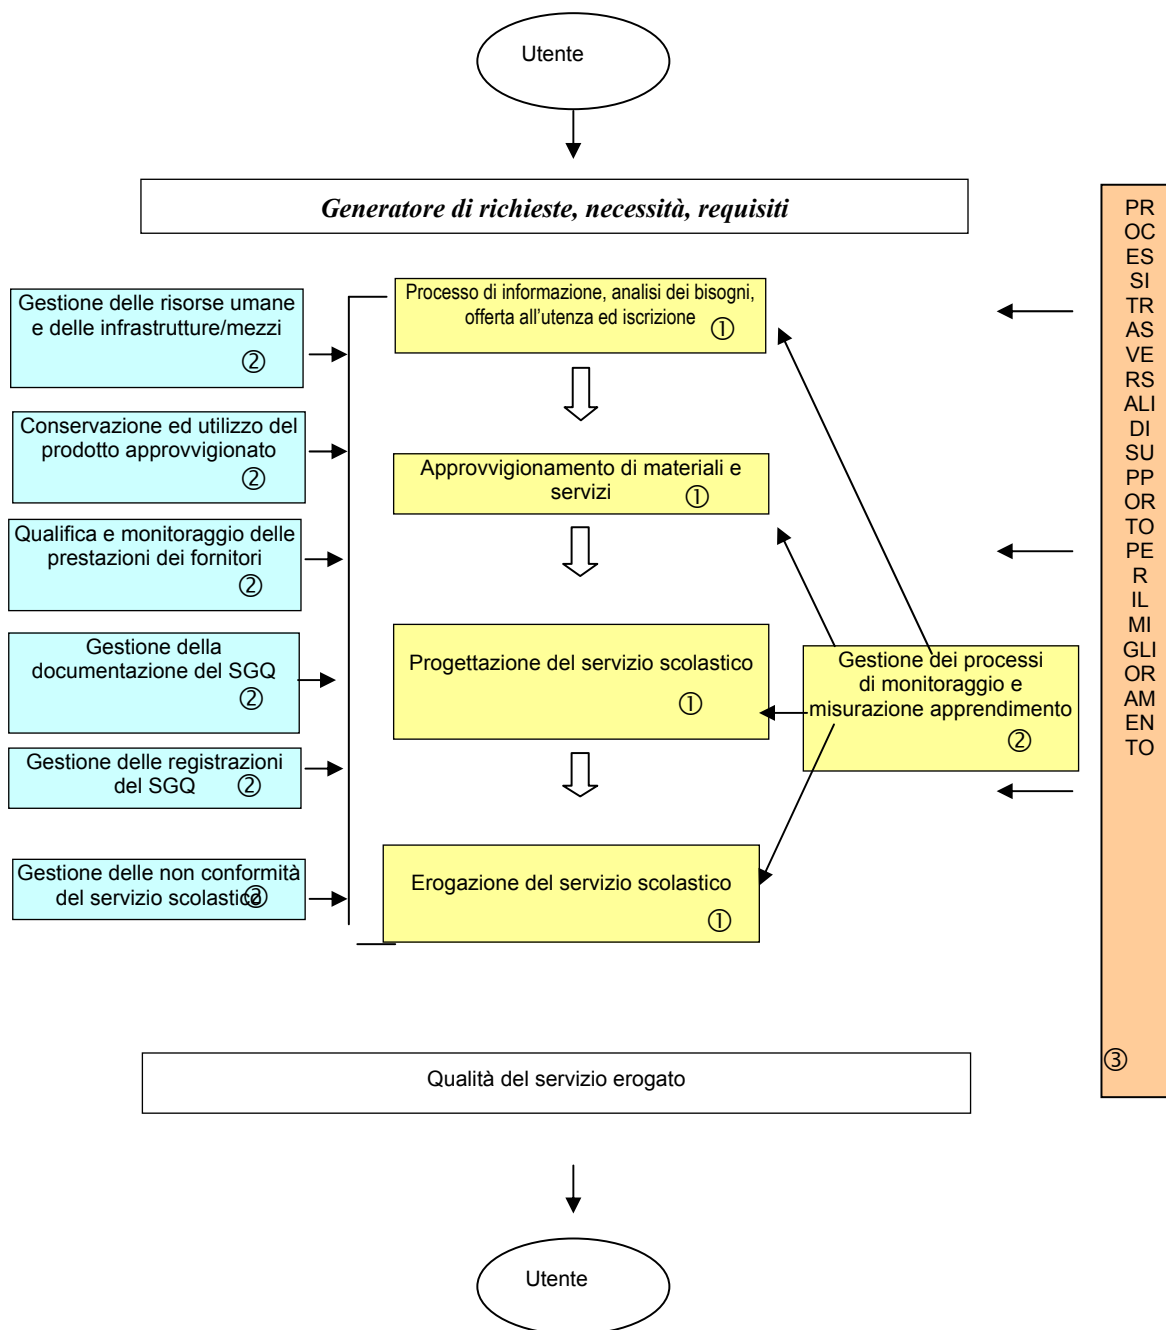 Utente
Generatore di richieste, necessità, requisiti
Gestione delle risorse umane
e delle infrastrutture/mezzi
②
Conservazione ed utilizzo del
prodotto approvvigionato
②
Qualifica e monitoraggio delle
prestazioni dei fornitori
②
Gestione della
documentazione del SGQ
②
Gestione delle registrazioni
del SGQ ②
Gestione delle non conformità
del servizio scolastico ②
Processo di informazione, analisi dei bisogni,
offerta all'utenza ed iscrizione
①
Approvvigionamento di materiali e
servizi ①
Progettazione del servizio scolastico
①
Erogazione del servizio scolastico
①
Gestione dei processi
di monitoraggio e
misurazione apprendimento
②
PR
OC
ES
SI
TR
AS
VE
RS
ALI
DI
SU
PP
OR
TO
PE
R
IL
MI
GLI
OR
AM
EN
TO
③
Qualità del servizio erogato
Utente